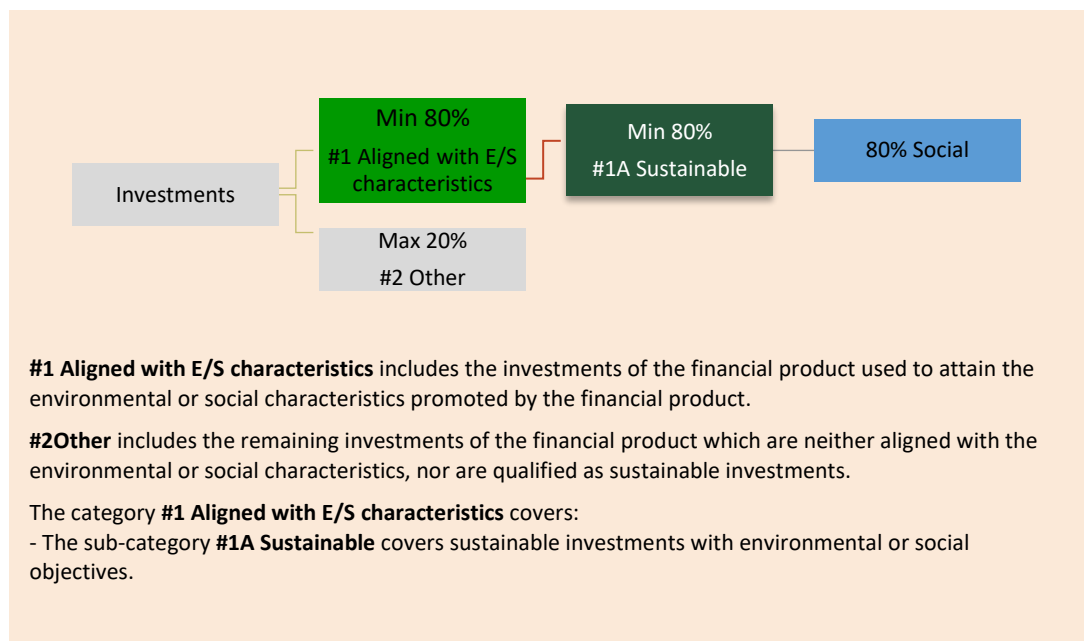 Min 80%
#1 Aligned with E/S
characteristics
Min 80%
#1A Sustainable
80% Social
Investments
Max 20%
#2 Other
#1 Aligned with E/S characteristics includes the investments of the financial product used to attain the
environmental or social characteristics promoted by the financial product.
#2Other includes the remaining investments of the financial product which are neither aligned with the
environmental or social characteristics, nor are qualified as sustainable investments.
The category #1 Aligned with E/S characteristics covers:
- The sub-category #1A Sustainable covers sustainable investments with environmental or social
objectives.